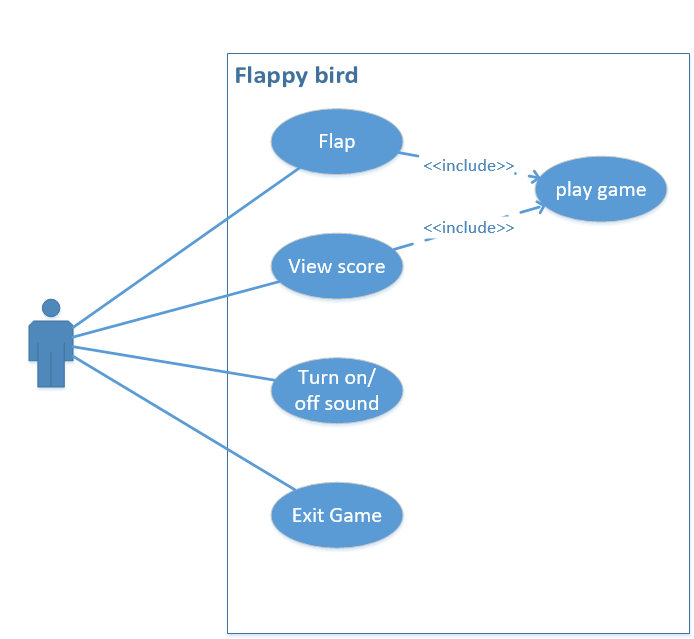 Flappy bird
Flap
<<include>>
play game
<<include>>
View score
Turn on/
off sound
Exit Game